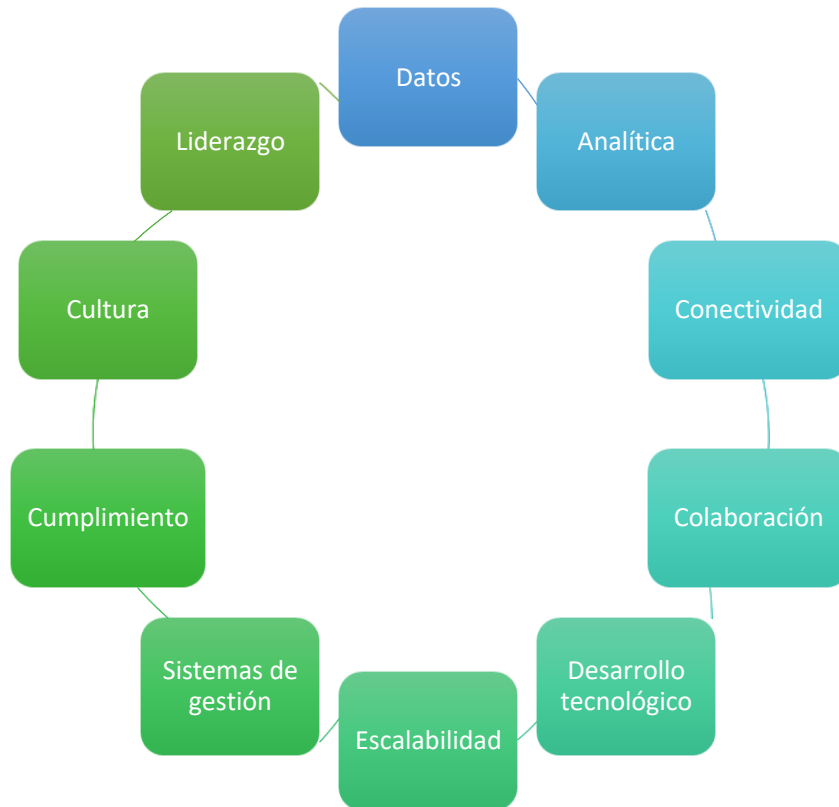 Datos
Analítica
Conectividad
Colaboración
Desarrollo
tecnológico
Escalabilidad
Sistemas de
gestión
Cumplimiento
Cultura
Liderazgo